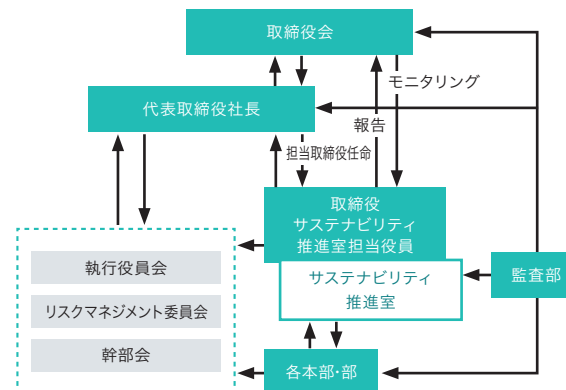 取締役会
モニタリング
代表取締役社長
報告
担当取締役任命
取締役
サステナビリティ
推進室担当役員
執行役員会
サステナビリティ
推進室
監査部
リスクマネジメント委員会
幹部会
各本部・部